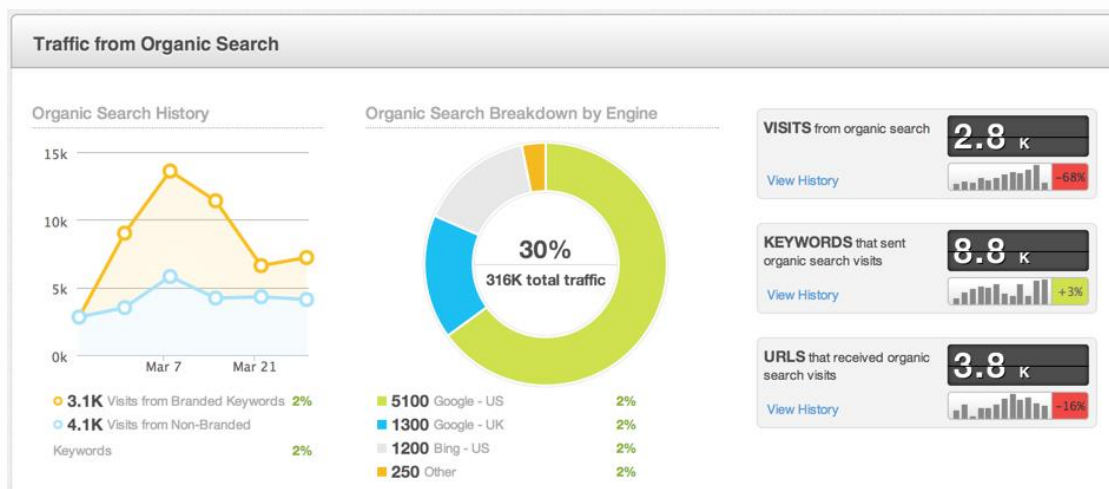 Traffic from Organic Search
Organic Search History
15k
10k
5k
0k
Mar 7 Mar 21
3.1K Visits from Branded Keywords 2%
4.1K Visits from Non-Branded
Keywords 2%
Organic Search Breakdown by Engine
30%
316K total traffic
5100 Google - US 2%
1300 Google - UK 2%
1200 Bing - US 2%
250 Other 2%
VISITS from organic search
2.8 K
View History
-68%
KEYWORDS that sent
organic search visits
8.8 K
View History
+3%
URLS that received organic
search visits
3.8 K
View History
-16%